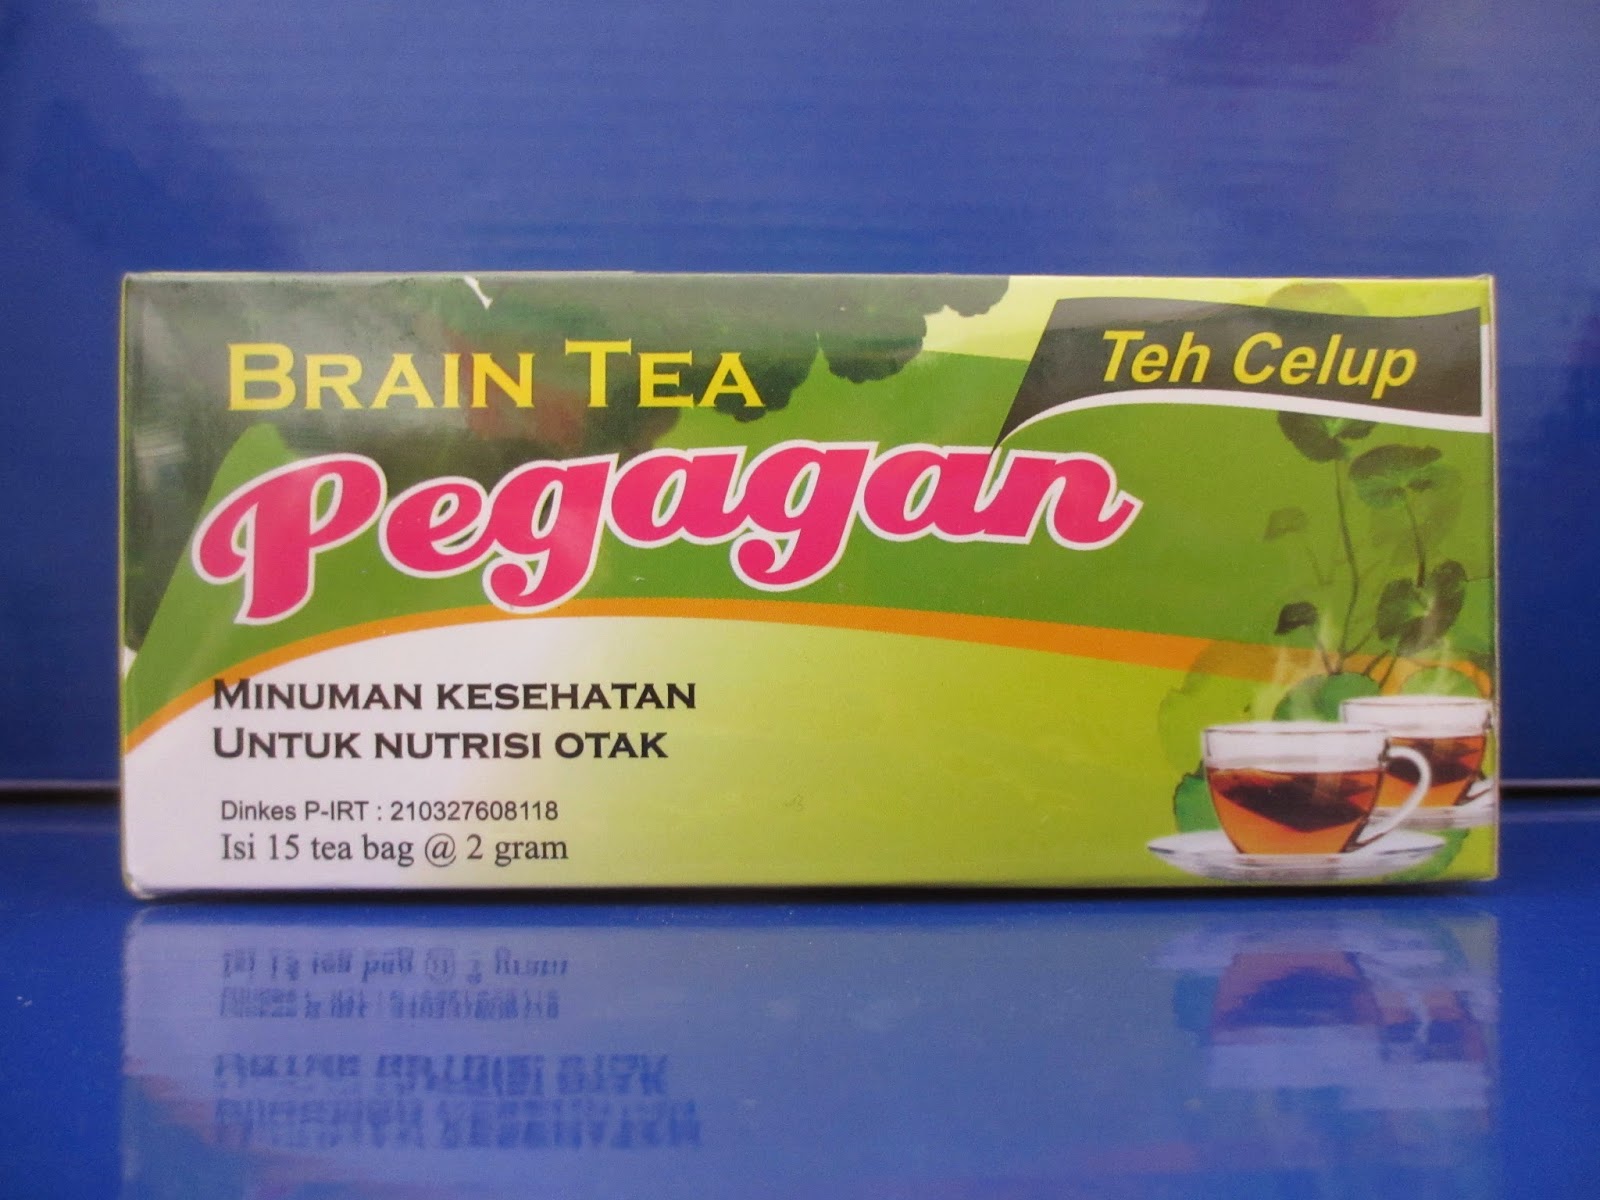 BRAIN TEA
Teh Celup
Pegagan
MINUMAN KESEHATAN
UNTUK NUTRISI OTAK
Dinkes P-IRT : 210327608118
Isi 15 tea bag @ 2 gram